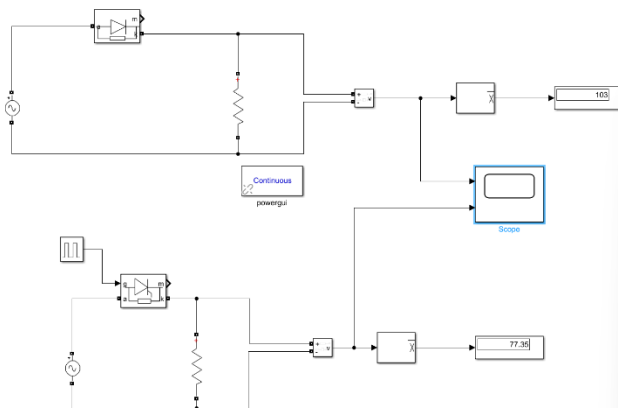 m
a
k
+
+
-
v
x
103
Continuous
powergui
Scope
g
m
a
k
+
+
-
v
x
77.35